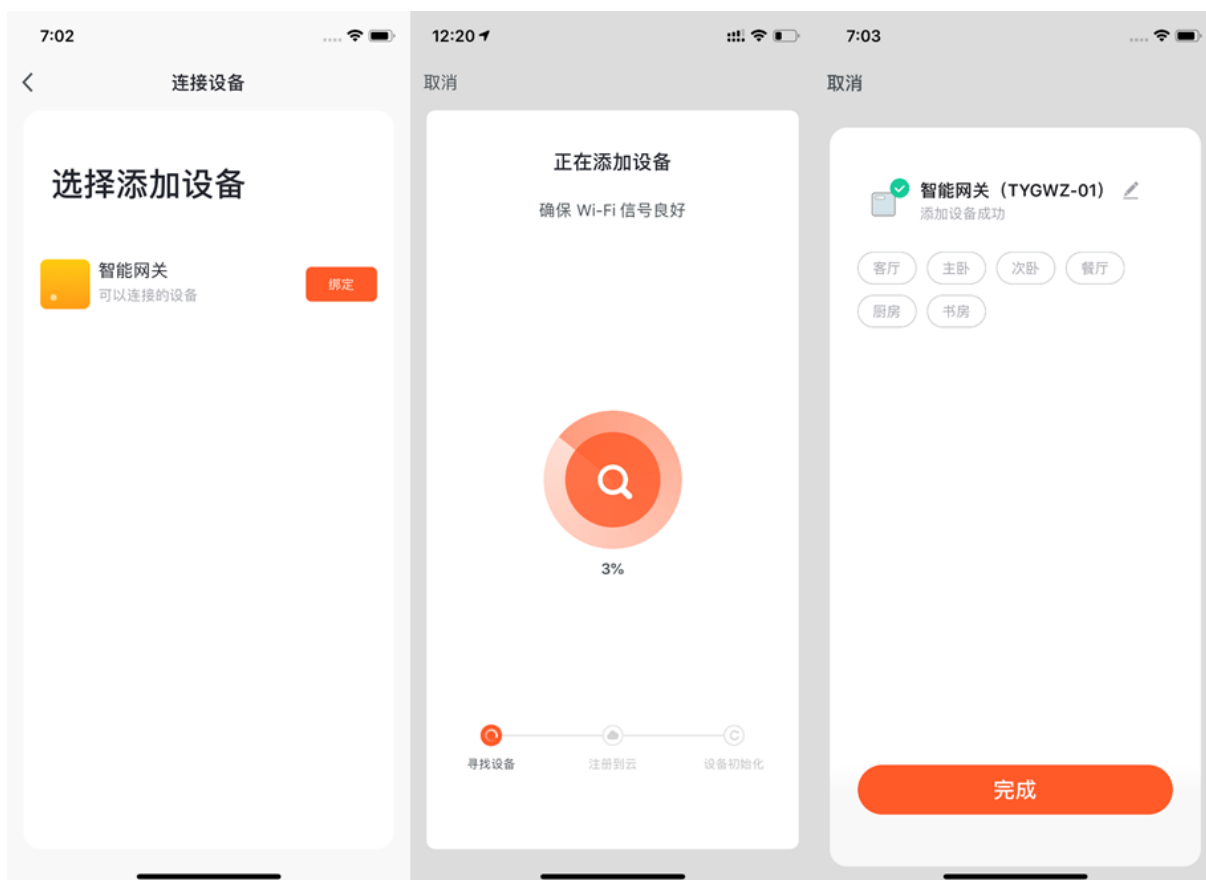 7:02
连接设备
选择添加设备
智能网关
可以连接的设备
绑定
12:20
取消
正在添加设备
确保 Wi-Fi 信号良好
3%
寻找设备
注册到云
设备初始化
7:03
取消
智能网关（TYGWZ-01）
添加设备成功
客厅 主卧 次卧 餐厅
厨房 书房
完成